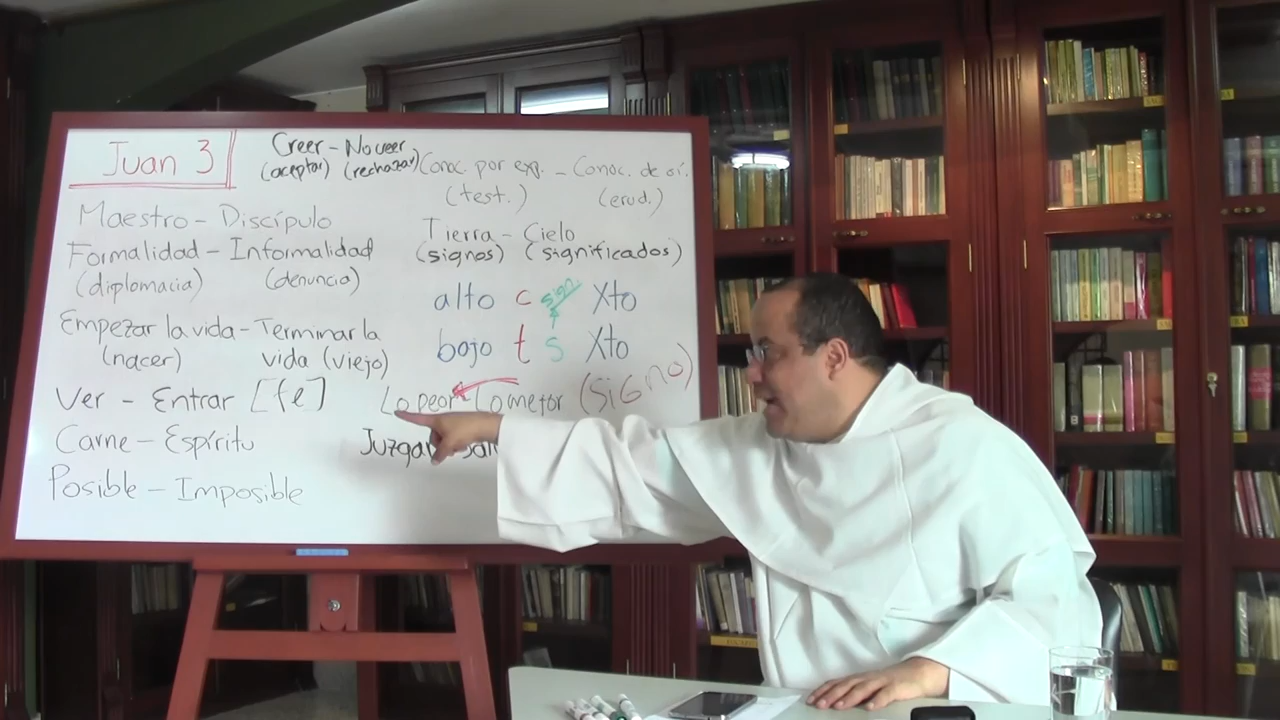 Juan 3
Creer - No creer
(aceptar) (rechazar)
Conoc. por exp. - Conoc. de oí.
(test.) (erud.)
Maestro - Discípulo
Formalidad - Informalidad
(diplomacia) (denuncia)
Empezar la vida - Terminar la
(nacer) vida (viejo)
Ver - Entrar [fe]
Carne - Espíritu
Posible - Imposible
Tierra - Cielo
(signos) (significados)
alto c sign. Xto
bajo t s Xto
Lo peor Lo mejor (signo)
Juzgar